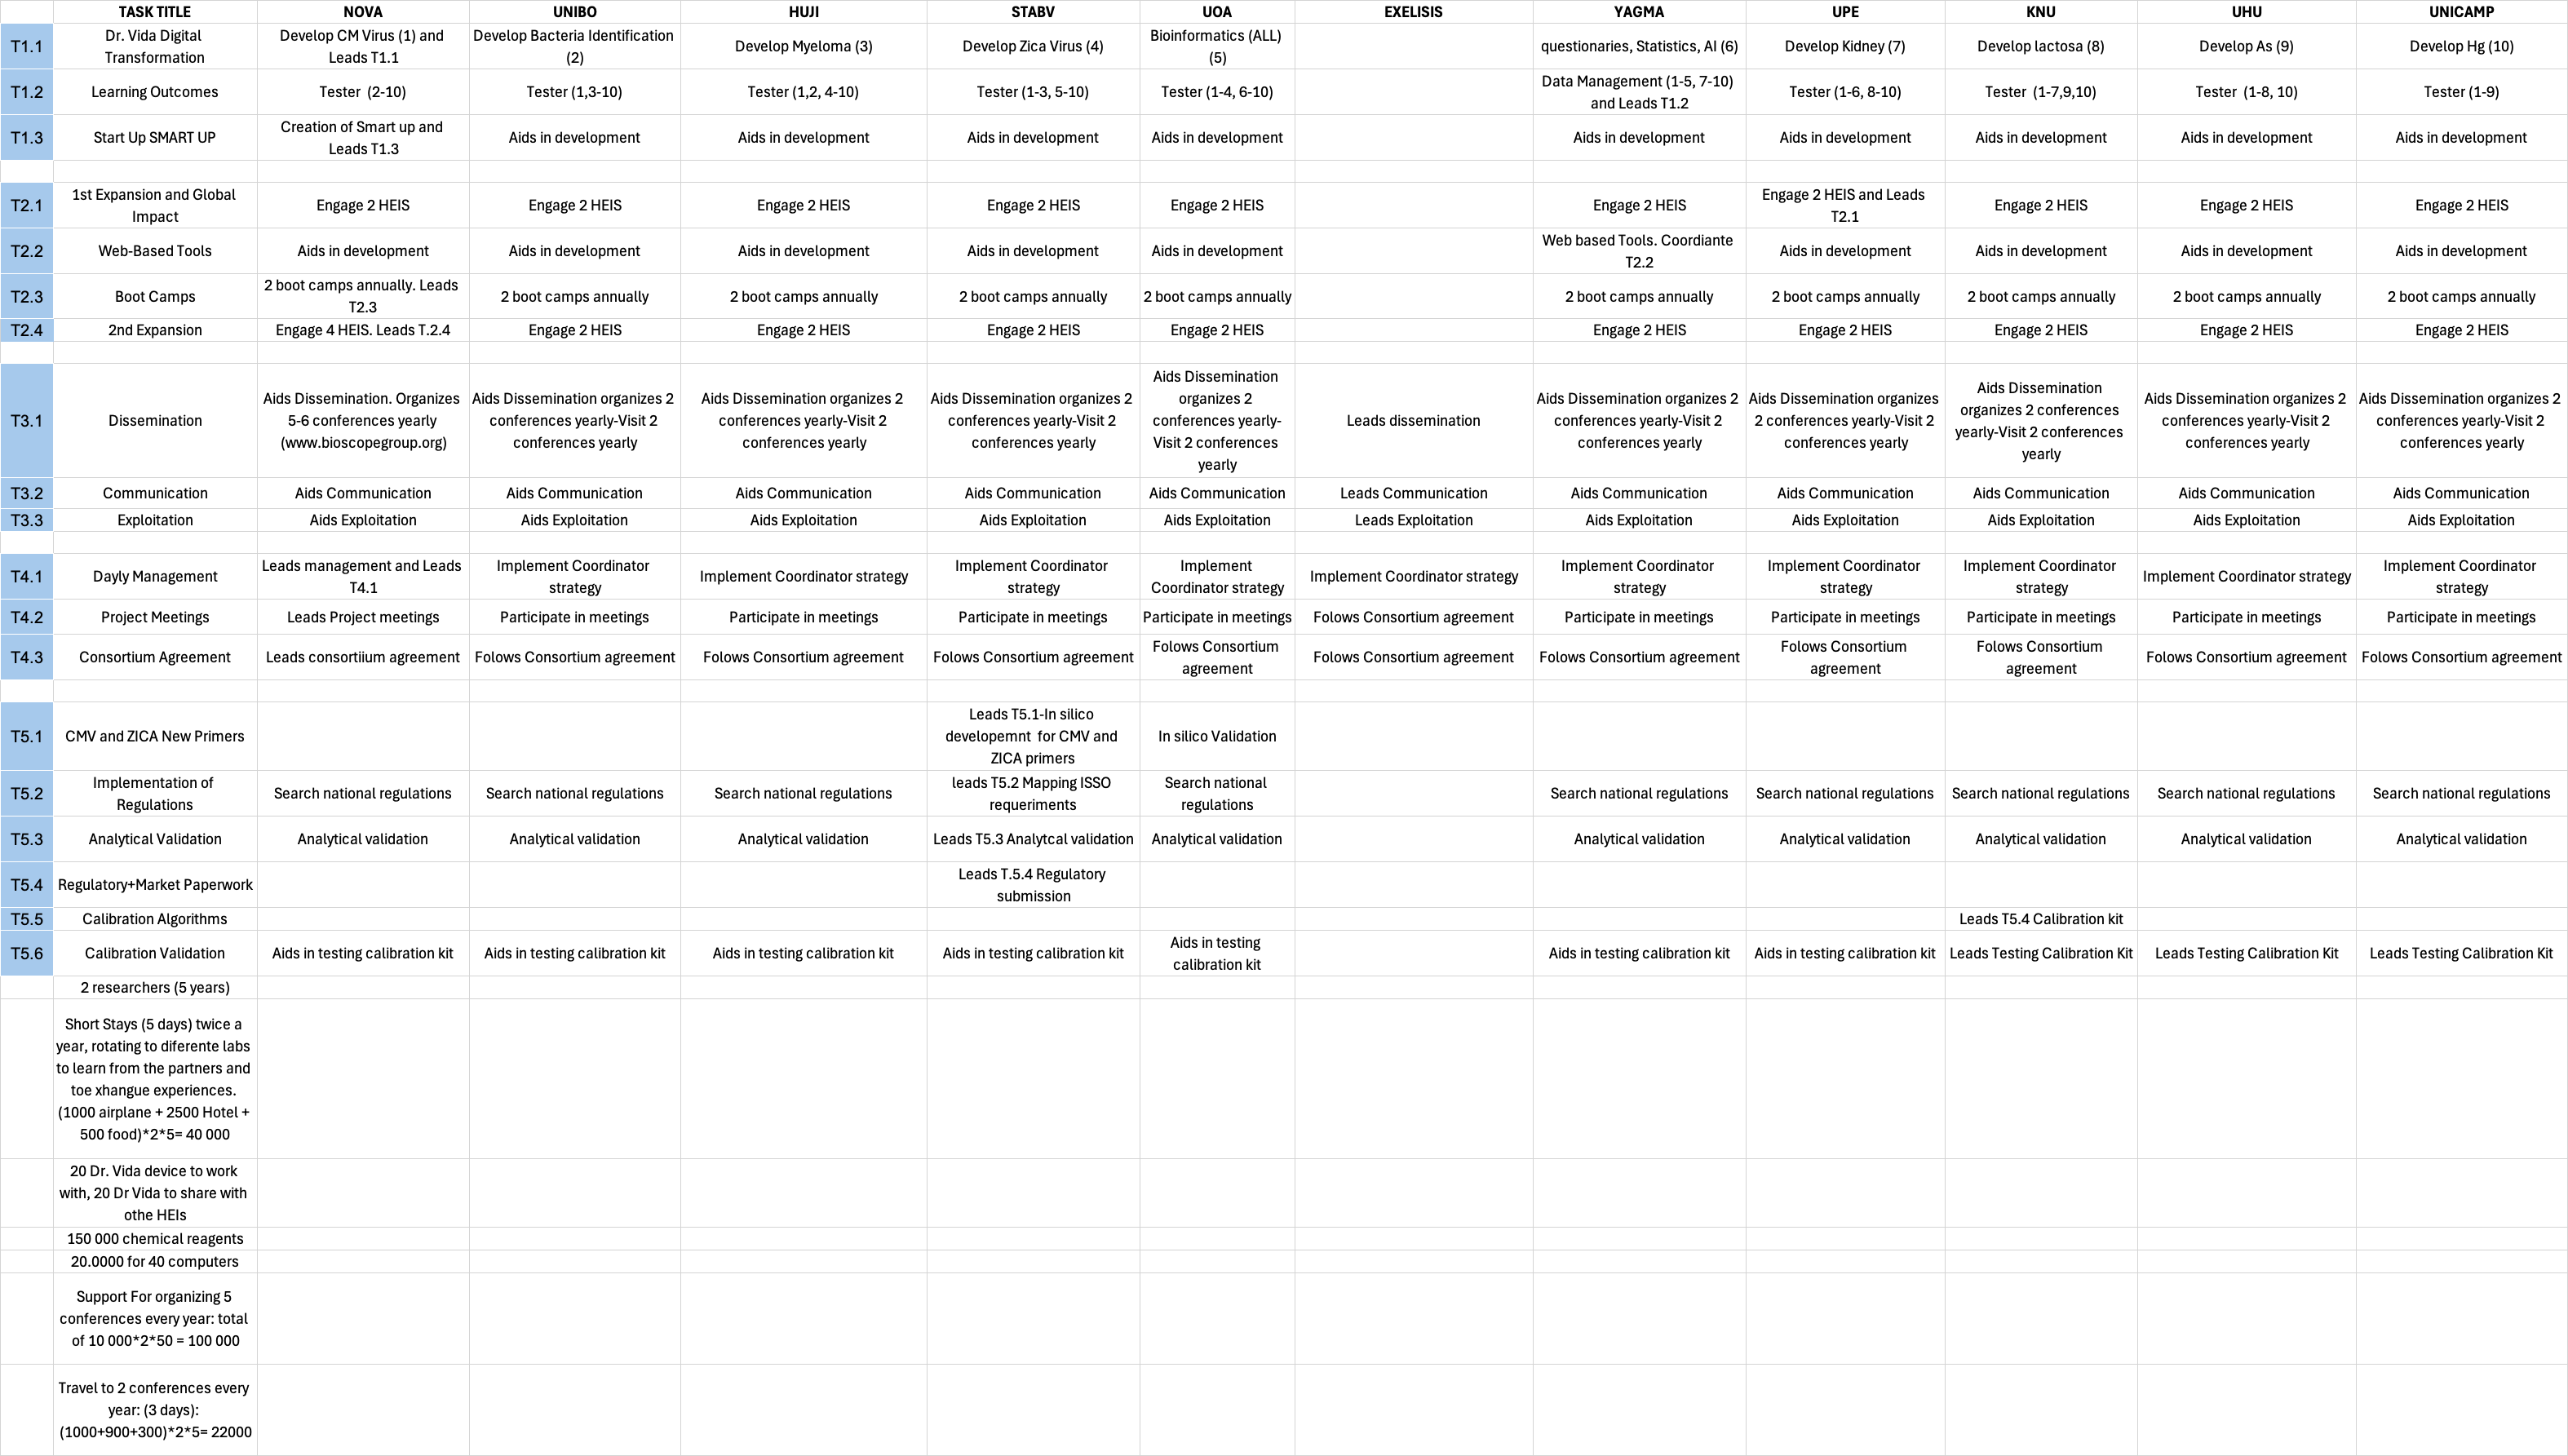 TASK TITLE NOVA UNIBO HUJI STABV UOA EXELISIS YAGMA UPE KNU UHU UNICAMP
T1.1 Dr. Vida Digital Transformation Develop CM Virus (1) and Leads T1.1 Develop Bacteria Identification (2) Develop Myeloma (3) Develop Zica Virus (4) Bioinformatics (ALL) (5) questionaries, Statistics, AI (6) Develop Kidney (7) Develop lactosa (8) Develop As (9) Develop Hg (10)
T1.2 Learning Outcomes Tester (2-10) Tester (1,3-10) Tester (1,2, 4-10) Tester (1-3, 5-10) Tester (1-4, 6-10) Data Management (1-5, 7-10) and Leads T1.2 Tester (1-6, 8-10) Tester (1-7,9,10) Tester (1-8, 10) Tester (1-9)
T1.3 Start Up SMART UP Creation of Smart up and Leads T1.3 Aids in development Aids in development Aids in development Aids in development Aids in development Aids in development Aids in development Aids in development Aids in development
T2.1 1st Expansion and Global Impact Engage 2 HEIS Engage 2 HEIS Engage 2 HEIS Engage 2 HEIS Engage 2 HEIS Engage 2 HEIS Engage 2 HEIS and Leads T2.1 Engage 2 HEIS Engage 2 HEIS Engage 2 HEIS
T2.2 Web-Based Tools Aids in development Aids in development Aids in development Aids in development Aids in development Web based Tools. Coordiante T2.2 Aids in development Aids in development Aids in development Aids in development
T2.3 Boot Camps 2 boot camps annually. Leads T2.3 2 boot camps annually 2 boot camps annually 2 boot camps annually 2 boot camps annually 2 boot camps annually 2 boot camps annually 2 boot camps annually 2 boot camps annually 2 boot camps annually
T2.4 2nd Expansion Engage 4 HEIS. Leads T.2.4 Engage 2 HEIS Engage 2 HEIS Engage 2 HEIS Engage 2 HEIS Engage 2 HEIS Engage 2 HEIS Engage 2 HEIS Engage 2 HEIS Engage 2 HEIS
T3.1 Dissemination Aids Dissemination. Organizes 5-6 conferences yearly (www.bioscopegroup.org) Aids Dissemination organizes 2 conferences yearly-Visit 2 conferences yearly Aids Dissemination organizes 2 conferences yearly-Visit 2 conferences yearly Aids Dissemination organizes 2 conferences yearly-Visit 2 conferences yearly Aids Dissemination organizes 2 conferences yearly-Visit 2 conferences yearly Leads dissemination Aids Dissemination organizes 2 conferences yearly-Visit 2 conferences yearly Aids Dissemination organizes 2 conferences yearly-Visit 2 conferences yearly Aids Dissemination organizes 2 conferences yearly-Visit 2 conferences yearly Aids Dissemination organizes 2 conferences yearly-Visit 2 conferences yearly Aids Dissemination organizes 2 conferences yearly-Visit 2 conferences yearly
T3.2 Communication Aids Communication Aids Communication Aids Communication Aids Communication Aids Communication Leads Communication Aids Communication Aids Communication Aids Communication Aids Communication Aids Communication
T3.3 Exploitation Aids Exploitation Aids Exploitation Aids Exploitation Aids Exploitation Aids Exploitation Leads Exploitation Aids Exploitation Aids Exploitation Aids Exploitation Aids Exploitation Aids Exploitation
T4.1 Dayly Management Leads management and Leads T4.1 Implement Coordinator strategy Implement Coordinator strategy Implement Coordinator strategy Implement Coordinator strategy Implement Coordinator strategy Implement Coordinator strategy Implement Coordinator strategy Implement Coordinator strategy Implement Coordinator strategy Implement Coordinator strategy
T4.2 Project Meetings Leads Project meetings Participate in meetings Participate in meetings Participate in meetings Participate in meetings Folows Consortium agreement Participate in meetings Participate in meetings Participate in meetings Participate in meetings Participate in meetings
T4.3 Consortium Agreement Leads consortiium agreement Folows Consortium agreement Folows Consortium agreement Folows Consortium agreement Folows Consortium agreement Folows Consortium agreement Folows Consortium agreement Folows Consortium agreement Folows Consortium agreement Folows Consortium agreement Folows Consortium agreement
T5.1 CMV and ZICA New Primers Leads T5.1-In silico developemnt for CMV and ZICA primers In silico Validation
T5.2 Implementation of Regulations Search national regulations Search national regulations Search national regulations leads T5.2 Mapping ISSO requeriments Search national regulations Search national regulations Search national regulations Search national regulations Search national regulations Search national regulations
T5.3 Analytical Validation Analytical validation Analytical validation Analytical validation Leads T5.3 Analytcal validation Analytical validation Analytical validation Analytical validation Analytical validation Analytical validation Analytical validation
T5.4 Regulatory+Market Paperwork Leads T.5.4 Regulatory submission
T5.5 Calibration Algorithms Leads T5.4 Calibration kit
T5.6 Calibration Validation Aids in testing calibration kit Aids in testing calibration kit Aids in testing calibration kit Aids in testing calibration kit Aids in testing calibration kit Aids in testing calibration kit Aids in testing calibration kit Leads Testing Calibration Kit Leads Testing Calibration Kit Leads Testing Calibration Kit
2 researchers (5 years)
Short Stays (5 days) twice a
year, rotating to diferente labs
to learn from the partners and
toe xhangue experiences.
(1000 airplane + 2500 Hotel +
500 food)*2*5= 40 000
20 Dr. Vida device to work
with, 20 Dr Vida to share with
othe HEIs
150 000 chemical reagents
20.0000 for 40 computers
Support For organizing 5
conferences every year: total
of 10 000*2*50 = 100 000
Travel to 2 conferences every
year: (3 days):
(1000+900+300)*2*5= 22000